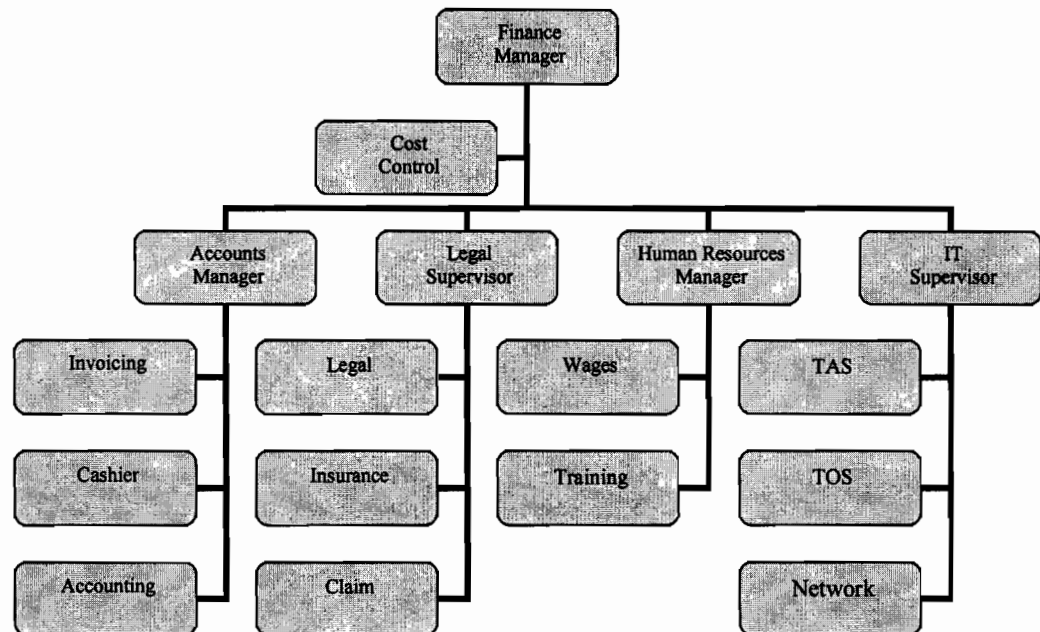 Finance
Manager
Cost
Control
Accounts
Manager
Legal
Supervisor
Human Resources
Manager
IT
Supervisor
Invoicing
Legal
Wages
TAS
Cashier
Insurance
Training
TOS
Accounting
Claim
Network